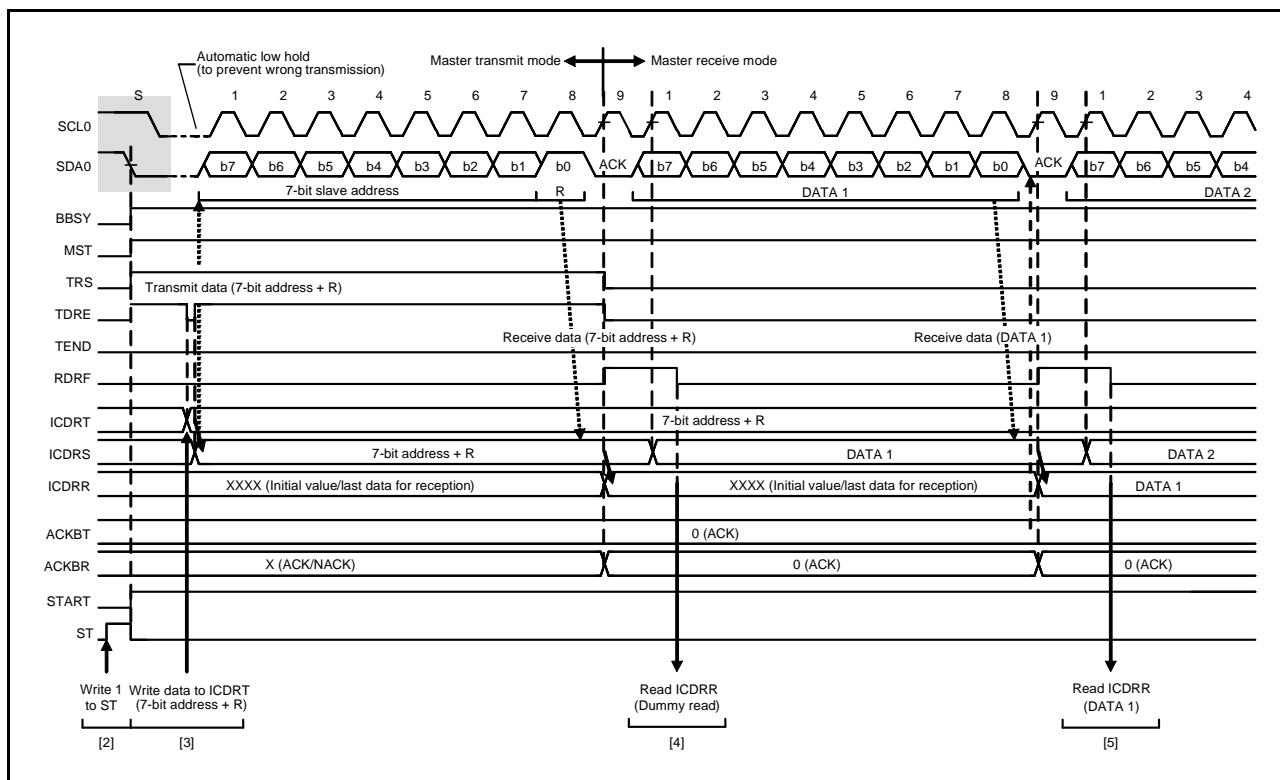 Automatic low hold
(to prevent wrong transmission)
Master transmit mode
Master receive mode
S 1 2 3 4 5 6 7 8 9 1 2 3 4 5 6 7 8 9 1 2 3 4
SCL0
SDA0 b7 b6 b5 b4 b3 b2 b1 b0 ACK b7 b6 b5 b4 b3 b2 b1 b0 ACK b7 b6 b5 b4
7-bit slave address R DATA 1 DATA 2
BBSY
MST
TRS
Transmit data (7-bit address + R)
TDRE
Receive data (7-bit address + R) Receive data (DATA 1)
TEND
RDRF
ICDRT 7-bit address + R
ICDRS 7-bit address + R DATA 1 DATA 2
ICDRR XXXX (Initial value/last data for reception) XXXX (Initial value/last data for reception) DATA 1
ACKBT 0 (ACK)
ACKBR X (ACK/NACK) 0 (ACK) 0 (ACK)
START
ST
Write 1
to ST
Write data to ICDRT
(7-bit address + R)
Read ICDRR
(Dummy read)
Read ICDRR
(DATA 1)
[2] [3] [4] [5]